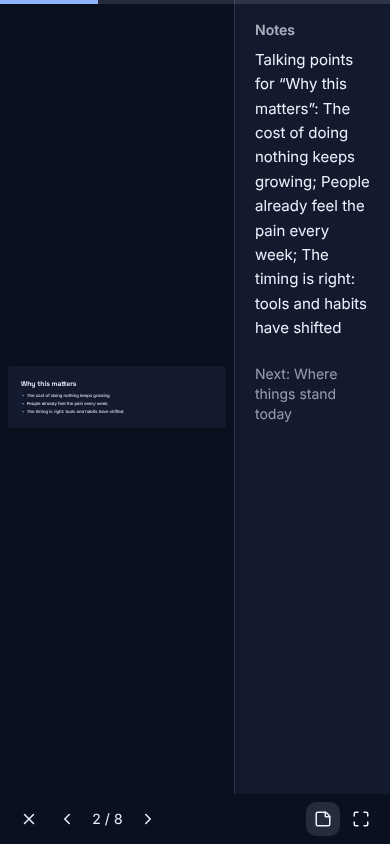 Notes
Talking points
for “Why this
matters”: The
cost of doing
nothing keeps
growing; People
already feel the
pain every
week; The
timing is right:
tools and habits
have shifted
Next: Where
things stand
today
Why this matters
• The cost of doing nothing keeps growing
• People already feel the pain every week
• The timing is right: tools and habits have shifted
2 / 8